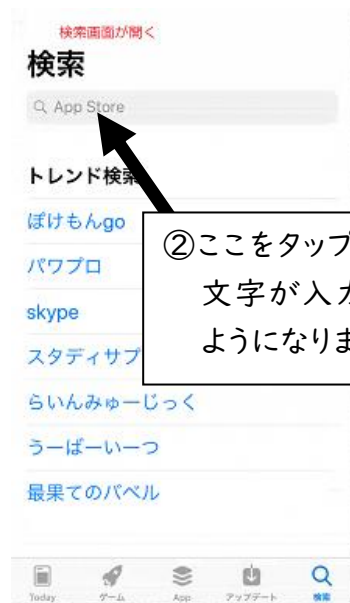 検索画面が開く
検索
App Store
トレンド検索
ぽけもんgo
②ここをタップ
パワプロ
文字が入力
skype
ようになりま
スタディサプ
らいんみゅーじっく
うーばーいーつ
最果てのバベル
Today ゲーム App アップデート 検索